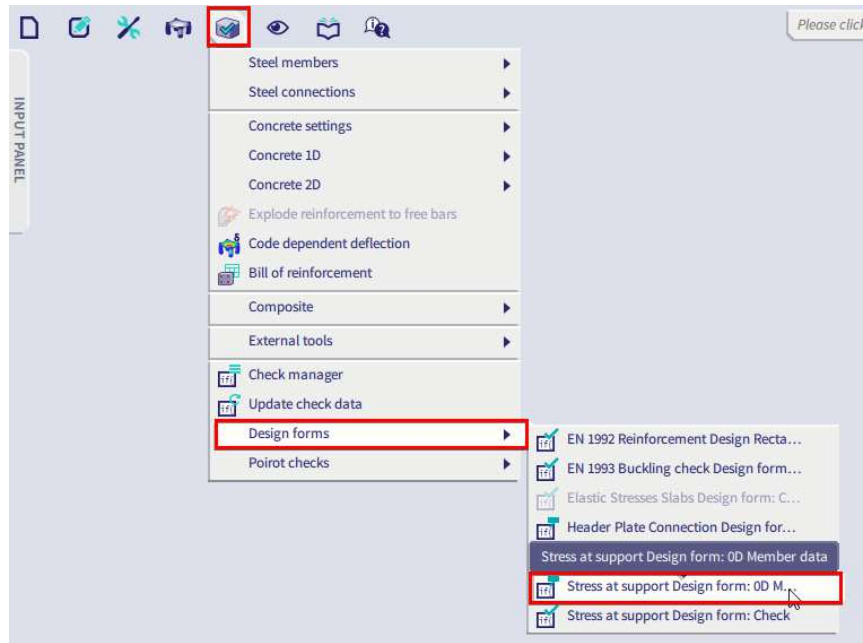 Please click
INPUT PANEL
Steel members
Steel connections
Concrete settings
Concrete 1D
Concrete 2D
Explode reinforcement to free bars
Code dependent deflection
Bill of reinforcement
Composite
External tools
Check manager
Update check data
Design forms
Poirot checks
EN 1992 Reinforcement Design Recta...
EN 1993 Buckling check Design form...
Elastic Stresses Slabs Design form: C...
Header Plate Connection Design for...
Stress at support Design form: 0D Member data
Stress at support Design form: 0D M...
Stress at support Design form: Check